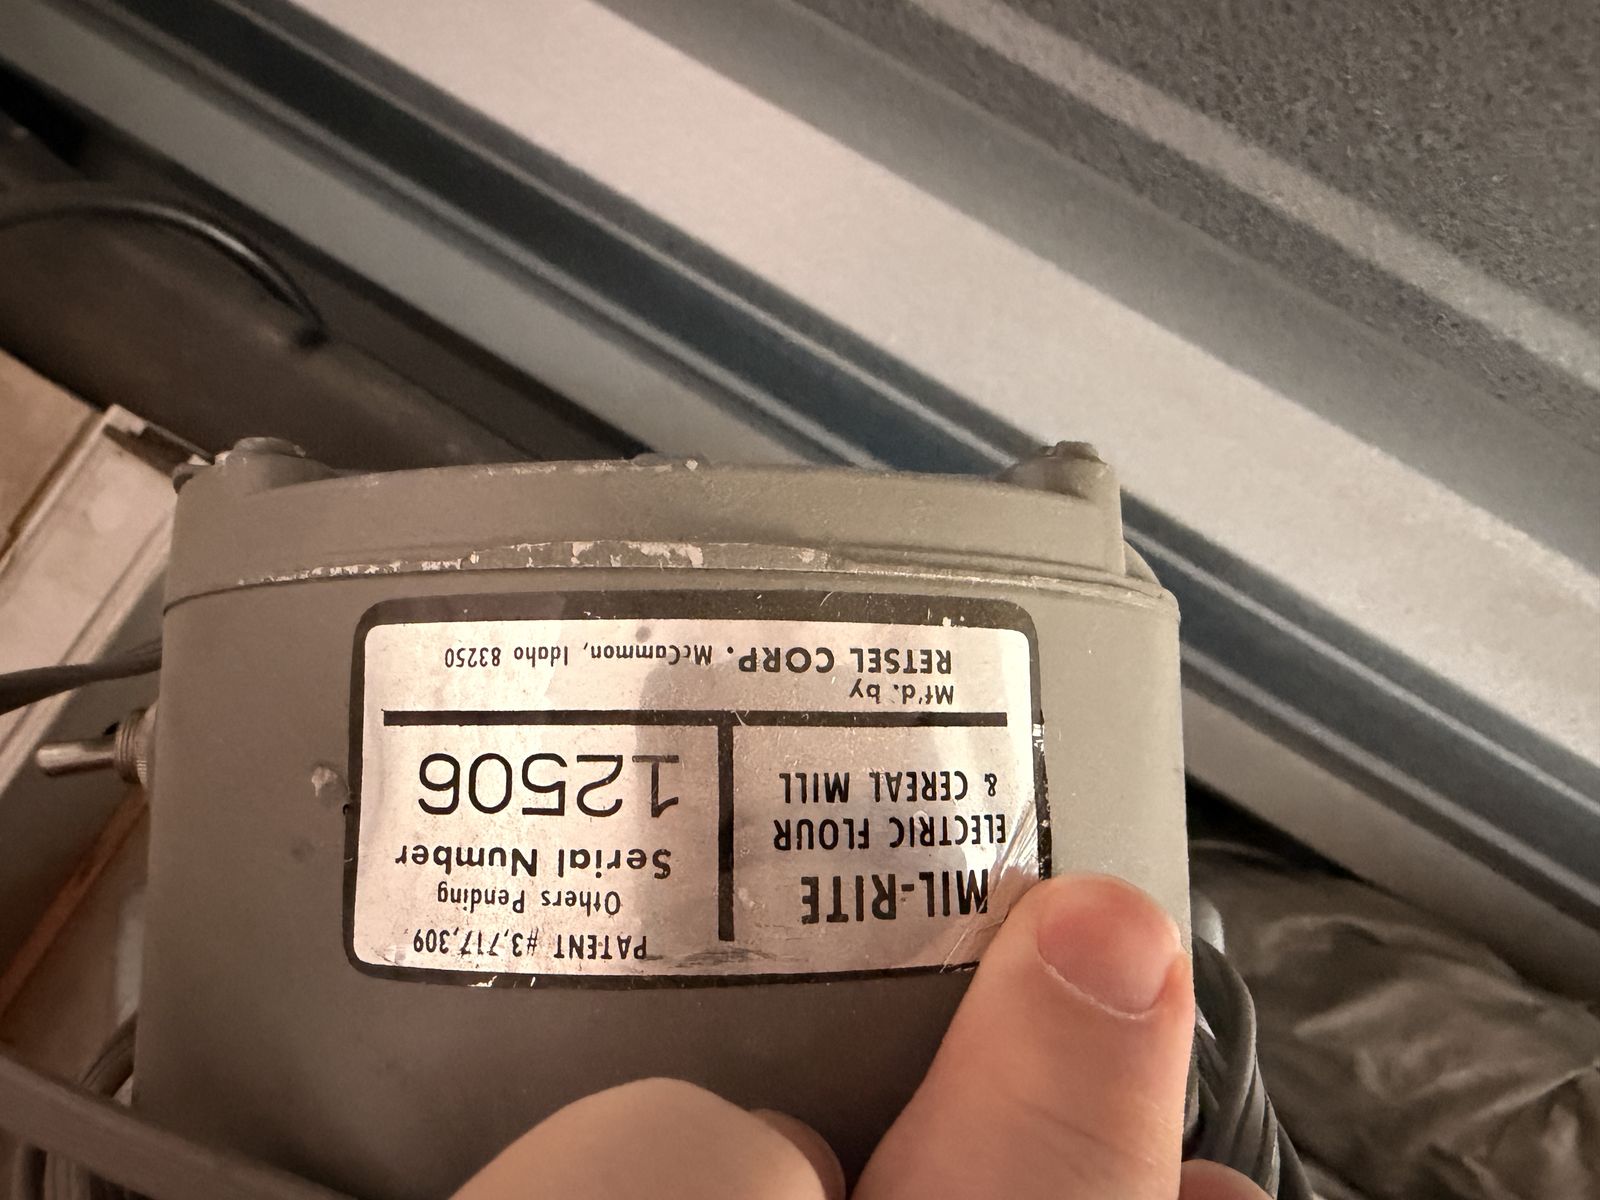 MIL-RITE
ELECTRIC FLOUR
& CEREAL MILL
PATENT #3,717,309
Others Pending
Serial Number
12506
Mf'd. by
RETSEL CORP. McCammon, Idaho 83250